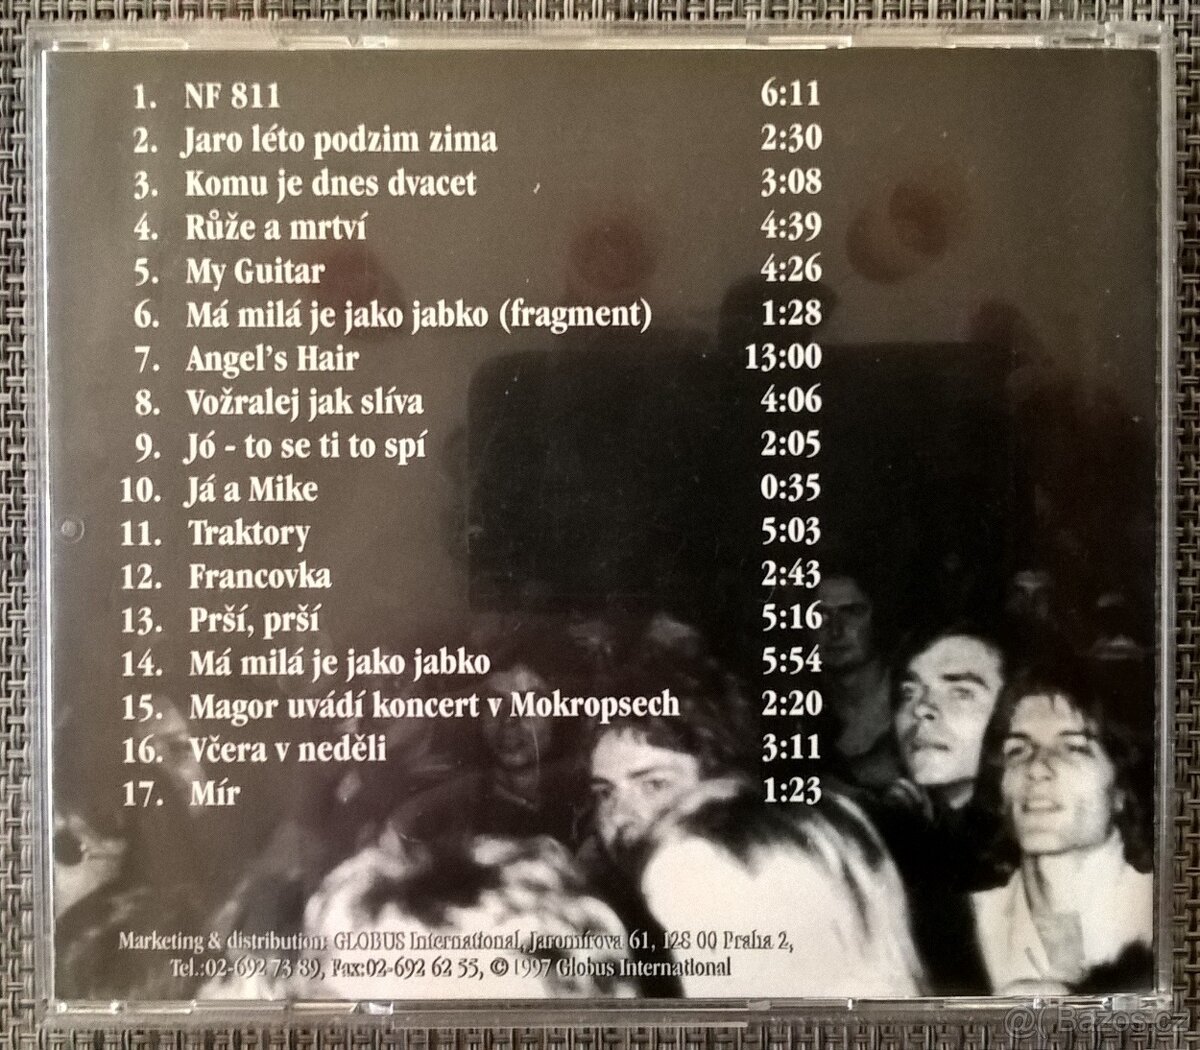 1. NF 811 6:11
2. Jaro léto podzim zima 2:30
3. Komu je dnes dvacet 3:08
4. Růže a mrtví 4:39
5. My Guitar 4:26
6. Má milá je jako jabko (fragment) 1:28
7. Angel's Hair 13:00
8. Vožralej jak slíva 4:06
9. Jó - to se ti to spí 2:05
10. Já a Mike 0:35
11. Traktory 5:03
12. Francovka 2:43
13. Prší, prší 5:16
14. Má milá je jako jabko 5:54
15. Magor uvádí koncert v Mokropsech 2:20
16. Včera v neděli 3:11
17. Mír 1:23
Marketing & distribution: GLOBUS International, Jaromírova 61, 128 00 Praha 2,
Tel.:02-692 73 89, Fax:02-692 62 55, © 1997 Globus International
@( Bazos.cz